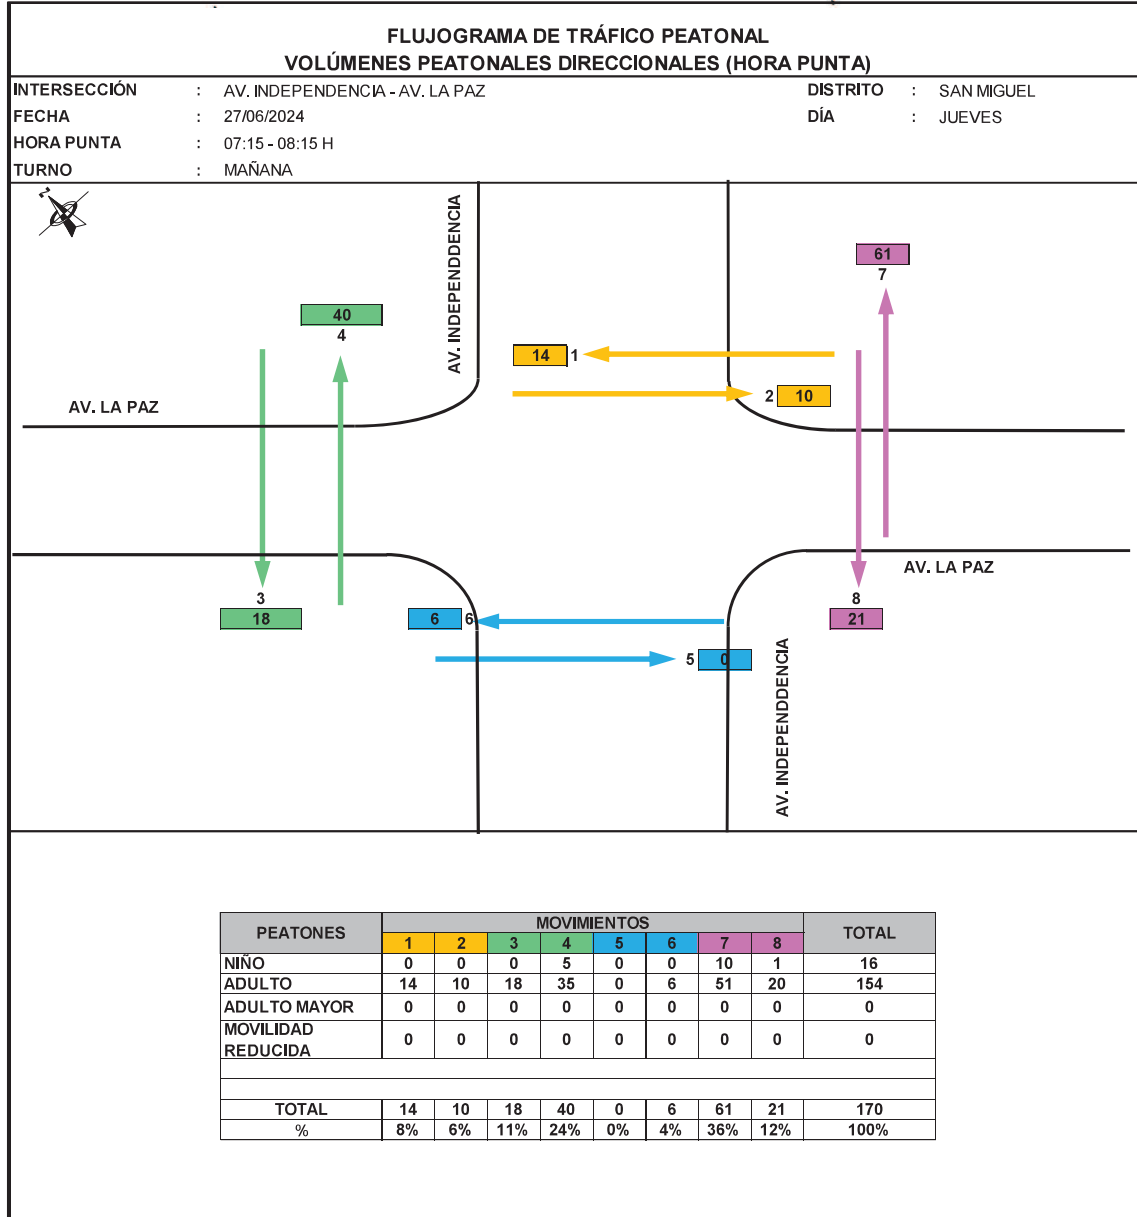 FLUJOGRAMA DE TRÁFICO PEATONAL
VOLÚMENES PEATONALES DIRECCIONALES (HORA PUNTA)
INTERSECCIÓN : AV. INDEPENDENCIA - AV. LA PAZ DISTRITO : SAN MIGUEL
FECHA : 27/06/2024 DÍA : JUEVES
HORA PUNTA : 07:15 - 08:15 H
TURNO : MAÑANA
AV. INDEPENDDENCIA
61
7
40
4
14 1
2 10
AV. LA PAZ
AV. LA PAZ
3
18
6 6
8
21
5 0
AV. INDEPENDDENCIA
PEATONES MOVIMIENTOS TOTAL
1 2 3 4 5 6 7 8
NIÑO 0 0 0 5 0 0 10 1 16
ADULTO 14 10 18 35 0 6 51 20 154
ADULTO MAYOR 0 0 0 0 0 0 0 0 0
MOVILIDAD
REDUCIDA 0 0 0 0 0 0 0 0 0
TOTAL 14 10 18 40 0 6 61 21 170
% 8% 6% 11% 24% 0% 4% 36% 12% 100%